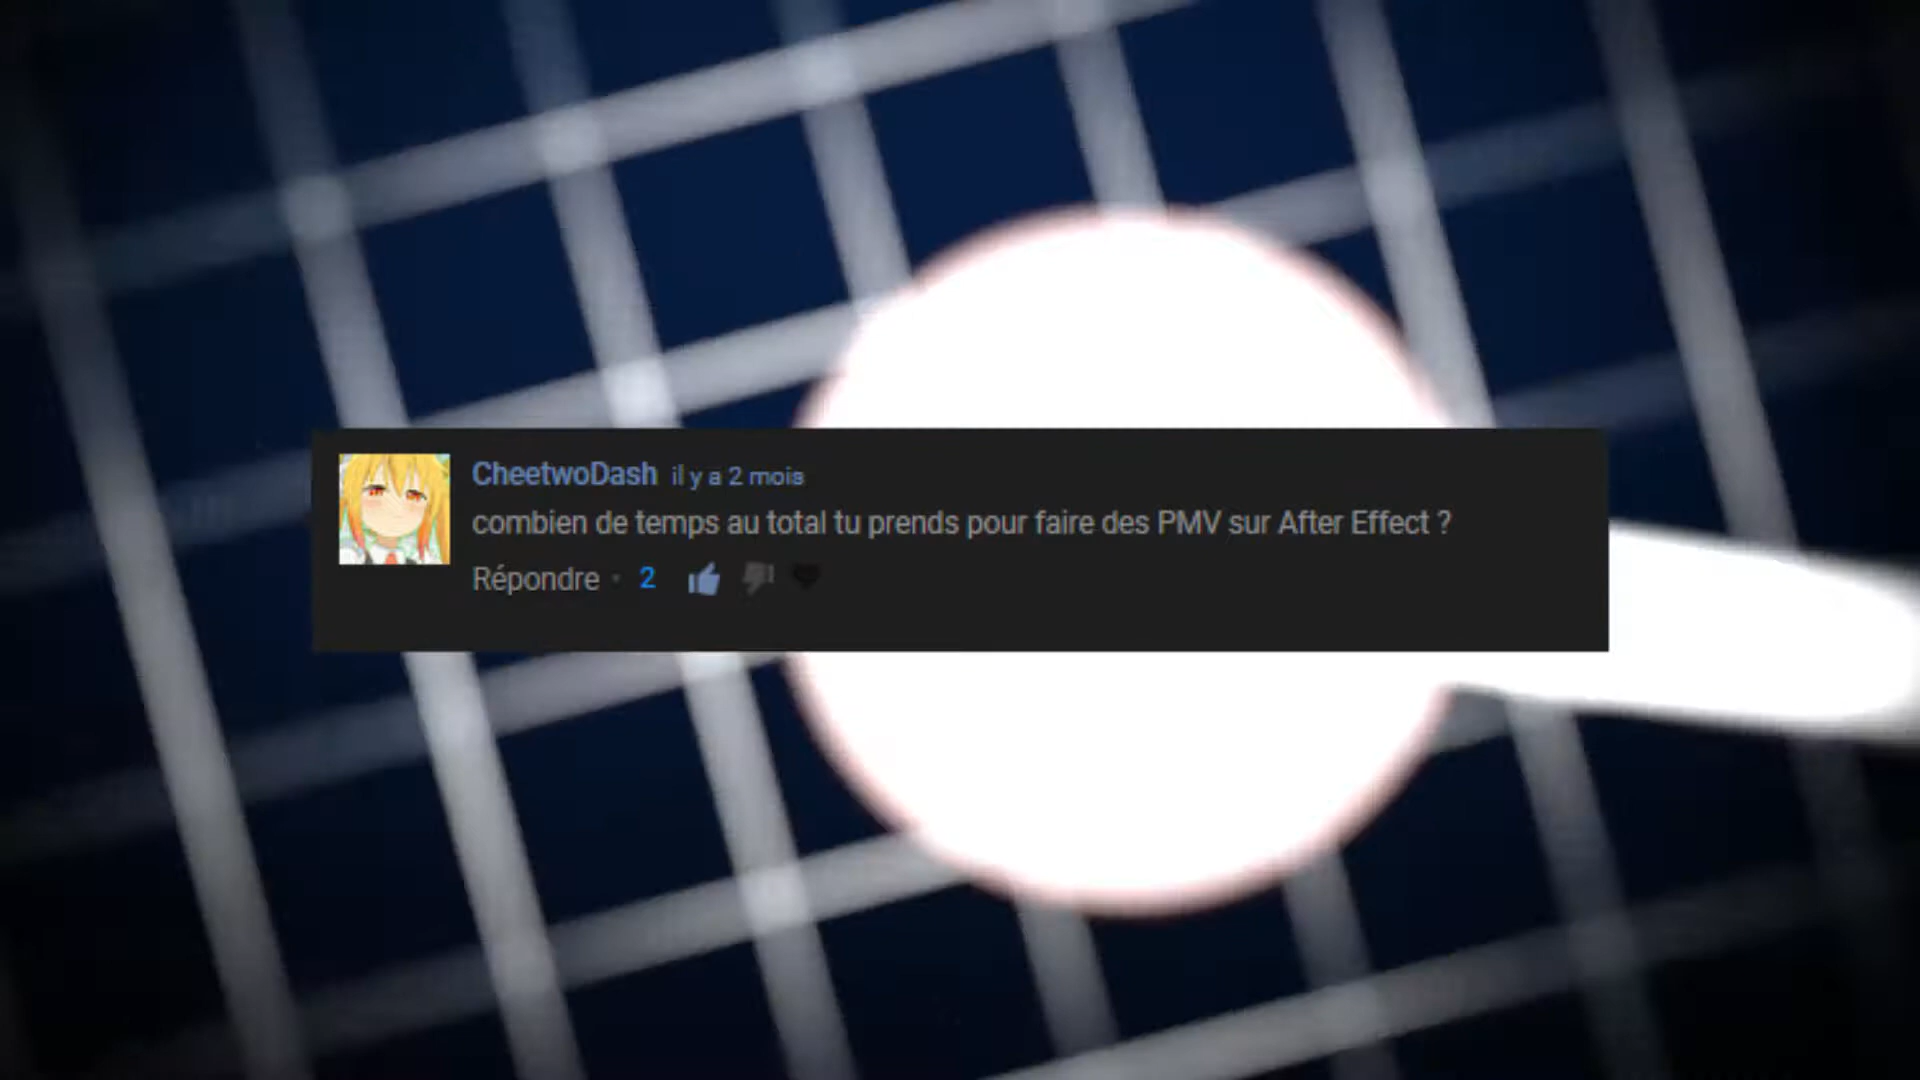 CheetwoDash il y a 2 mois
combien de temps au total tu prends pour faire des PMV sur After Effect ?
Répondre · 2